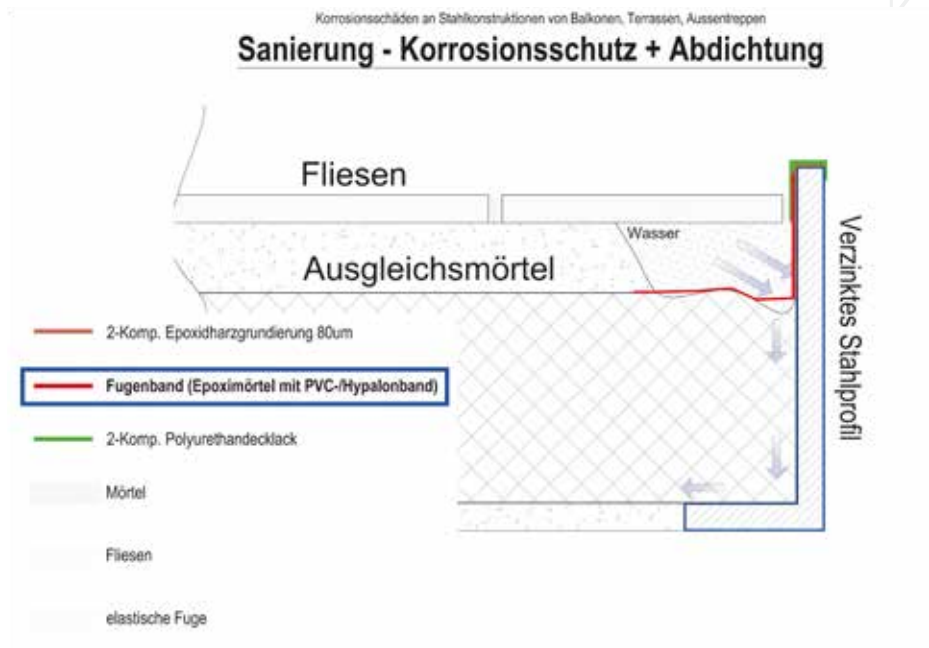 Korrosionsschäden an Stahlkonstruktionen von Balkonen, Terrassen, Aussentreppen
Sanierung - Korrosionsschutz + Abdichtung
Fliesen
Wasser
Ausgleichsmörtel
Verzinktes Stahlprofil
2-Komp. Epoxidharzgrundierung 80um
Fugenband (Epoximörtel mit PVC-/Hypalonband)
2-Komp. Polyurethandecklack
Mörtel
Fliesen
elastische Fuge